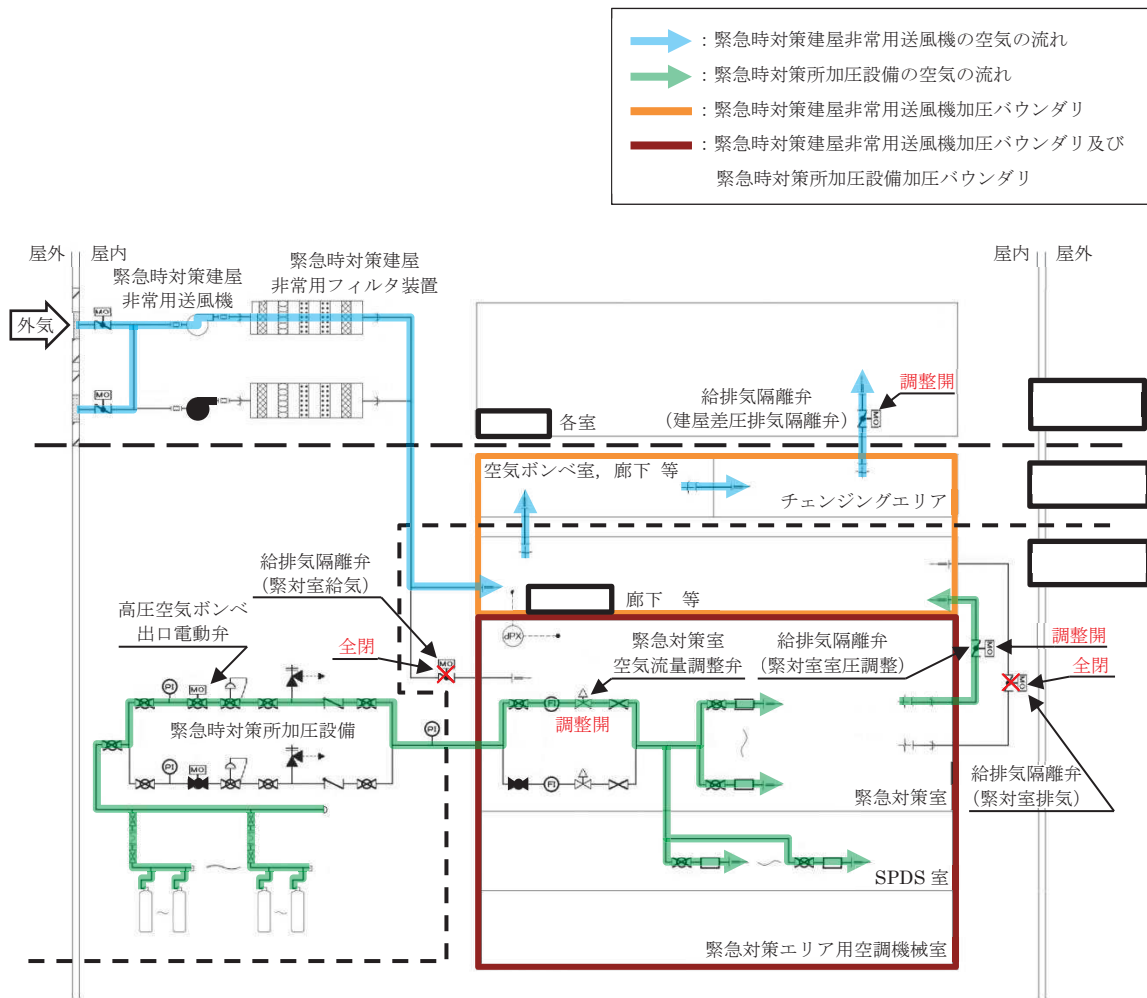 ：緊急時対策建屋非常用送風機の空気の流れ
：緊急時対策所加圧設備の空気の流れ
：緊急時対策建屋非常用送風機加圧バウンダリ
：緊急時対策建屋非常用送風機加圧バウンダリ及び
緊急時対策所加圧設備加圧バウンダリ
屋外
屋内
緊急時対策建屋
非常用送風機
緊急時対策建屋
非常用フィルタ装置
屋内
屋外
外気
MO
MO
給排気隔離弁
（建屋差圧排気隔離弁）
調整開
MO
各室
空気ボンベ室，廊下 等
チェンジングエリア
給排気隔離弁
（緊対室給気）
全閉
MO
高圧空気ボンベ
出口電動弁
廊下 等
dPX
緊急対策室
空気流量調整弁
調整開
給排気隔離弁
（緊対室室圧調整）
MO
調整開
全閉
MO
給排気隔離弁
（緊対室排気）
PI
MO
緊急時対策所加圧設備
PI
MO
PI
FI
FI
緊急対策室
SPDS 室
緊急対策エリア用空調機械室